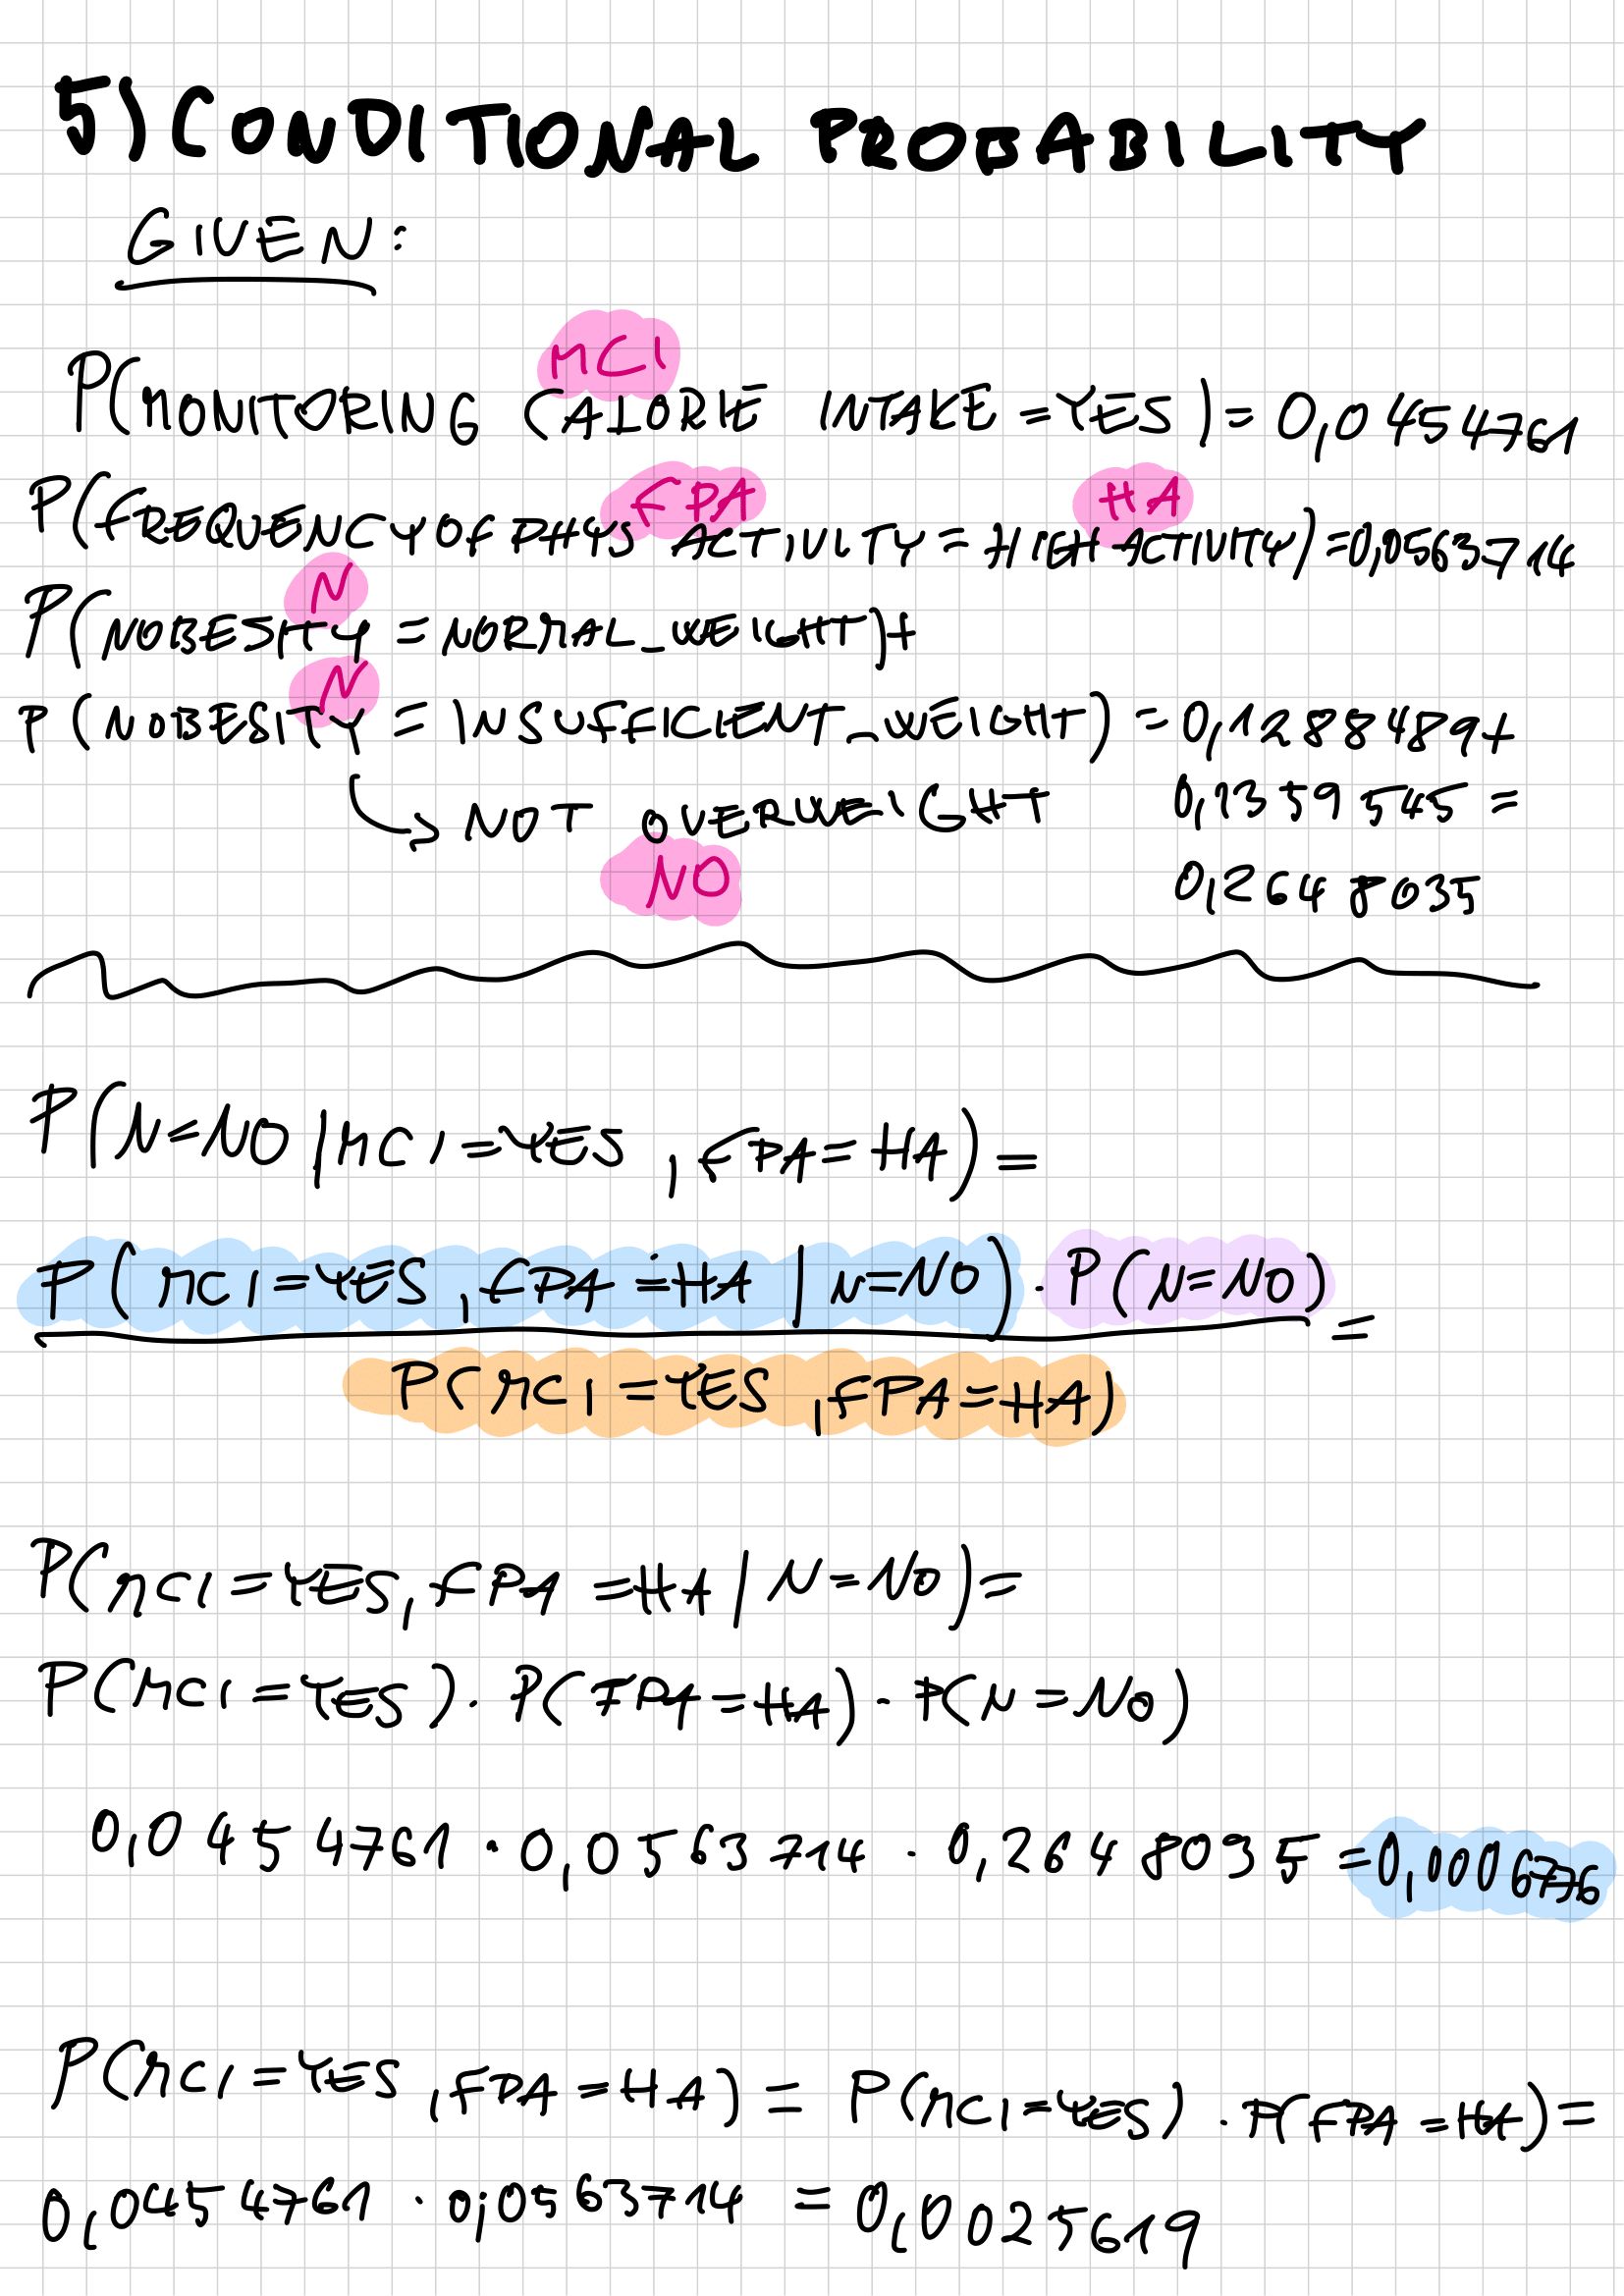 5) CONDITIONAL PROBABILITY
GIVEN:
MCI
P(MONITORING CALORIE INTAKE = YES) = 0,0454761
FPA HA
P(FREQUENCY OF PHYS ACTIVITY = HIGH ACTIVITY) = 0,0563714
N
P(NOBESITY = NORMAL_WEIGHT) +
N
P(NOBESITY = INSUFFICIENT_WEIGHT) = 0,1288489 +
↳ NOT OVERWEIGHT 0,1359545 =
NO 0,2648035
P(N=NO | MCI=YES, FPA=HA) =
P(MCI=YES, FPA=HA | N=NO) · P(N=NO) =
P(MCI=YES, FPA=HA)
P(MCI=YES, FPA=HA | N=NO) =
P(MCI=YES) · P(FPA=HA) · P(N=NO)
0,0454761 · 0,0563714 · 0,2648035 = 0,0006776
P(MCI=YES, FPA=HA) = P(MCI=YES) · P(FPA=HA) =
0,0454761 · 0,0563714 = 0,0025619